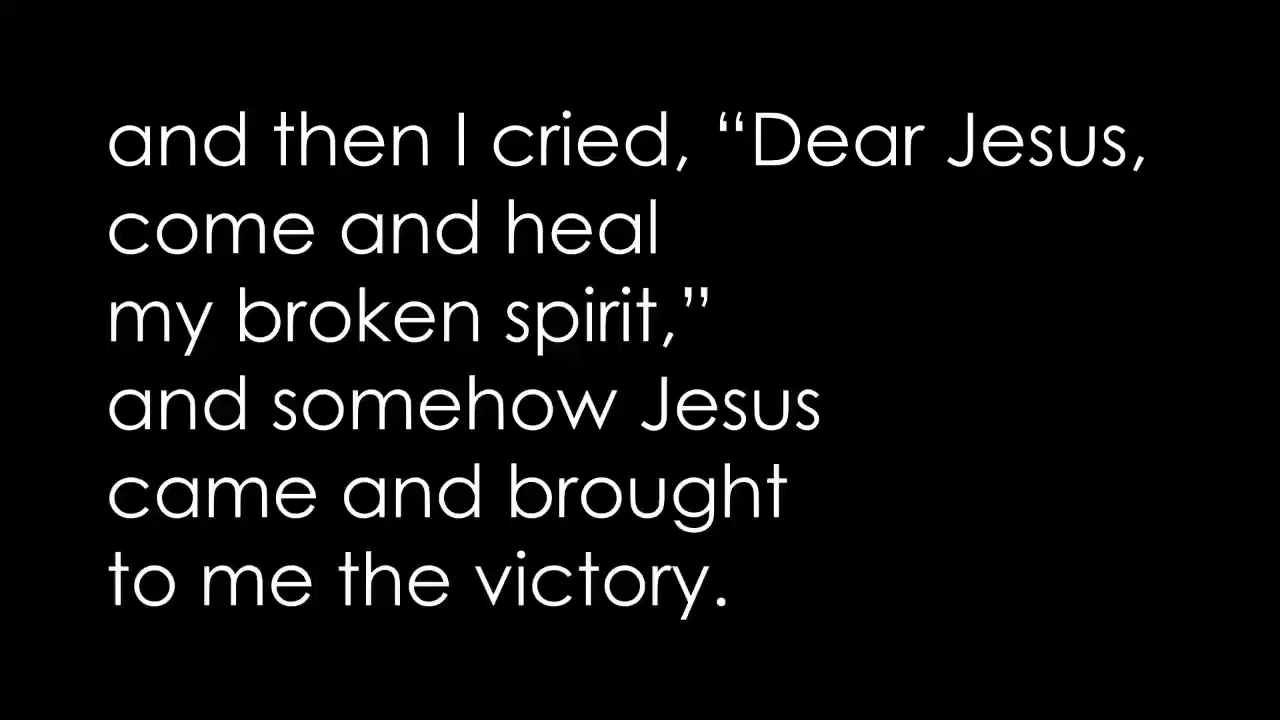 and then I cried, “Dear Jesus,
come and heal
my broken spirit,”
and somehow Jesus
came and brought
to me the victory.